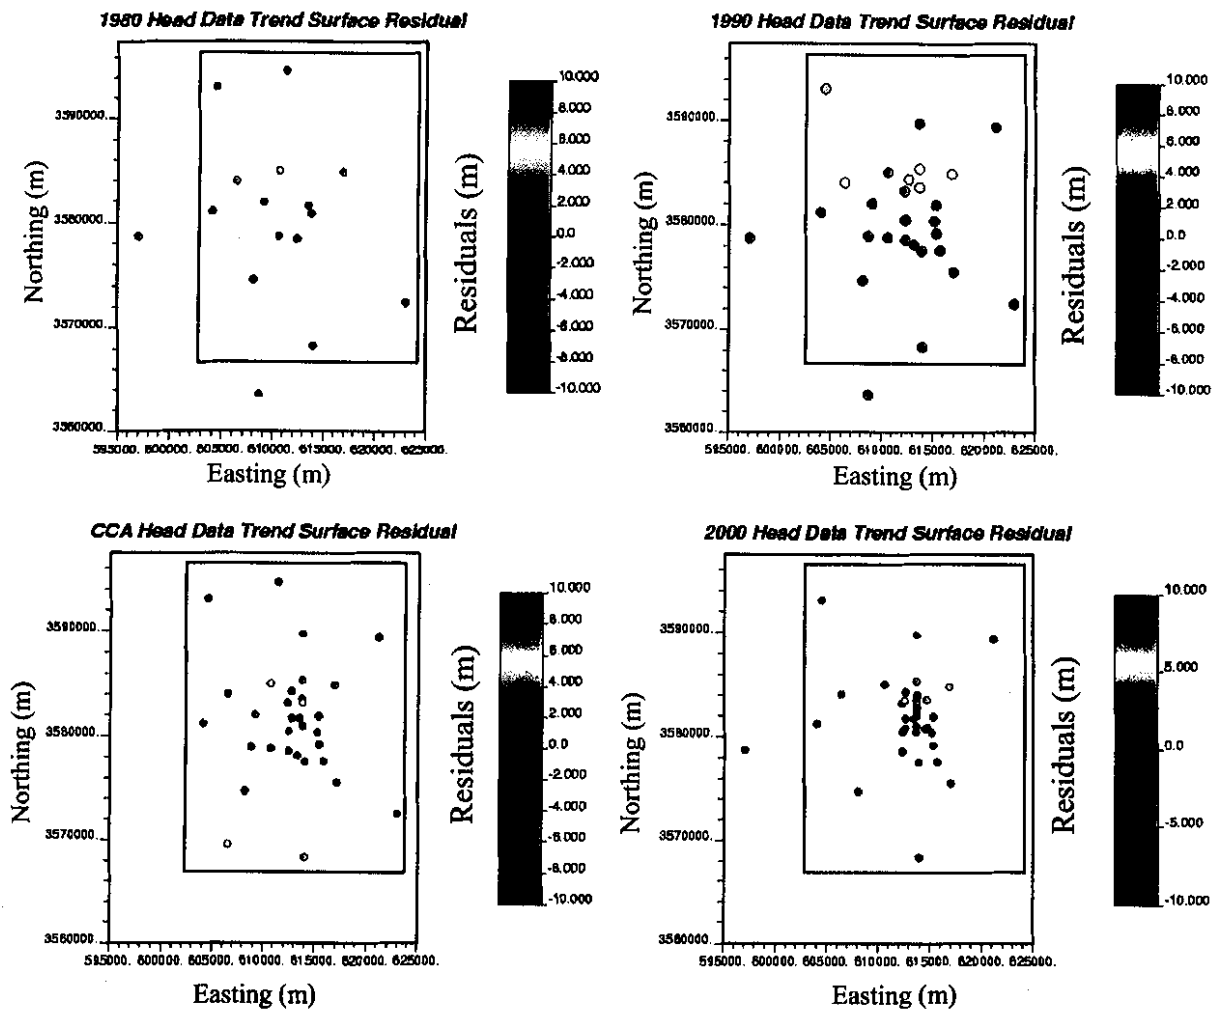 1980 Head Data Trend Surface Residual
Northing (m)
3590000.
3580000.
3570000.
3560000.
595000. 600000. 605000. 610000. 615000. 620000. 625000.
Easting (m)
Residuals (m)
10.000
8.000
6.000
4.000
2.000
0.0
-2.000
-4.000
-6.000
-8.000
-10.000
1990 Head Data Trend Surface Residual
Northing (m)
3590000.
3580000.
3570000.
3560000.
595000. 600000. 605000. 610000. 615000. 620000. 625000.
Easting (m)
Residuals (m)
10.000
8.000
6.000
4.000
2.000
0.0
-2.000
-4.000
-6.000
-8.000
-10.000
CCA Head Data Trend Surface Residual
Northing (m)
3590000.
3580000.
3570000.
3560000.
595000. 600000. 605000. 610000. 615000. 620000. 625000.
Easting (m)
Residuals (m)
10.000
8.000
6.000
4.000
2.000
0.0
-2.000
-4.000
-6.000
-8.000
-10.000
2000 Head Data Trend Surface Residual
Northing (m)
3590000.
3580000.
3570000.
3560000.
595000. 600000. 605000. 610000. 615000. 620000. 625000.
Easting (m)
Residuals (m)
10.000
5.000
0.0
-5.000
-10.000